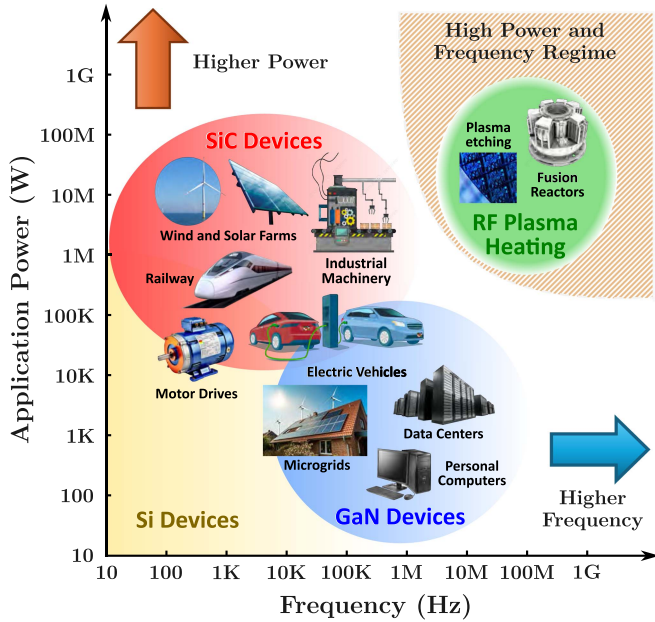 High Power and
Frequency Regime
Higher Power
1G
100M
10M
1M
100K
10K
1K
100
10
Application Power (W)
SiC Devices
Wind and Solar Farms
Industrial
Machinery
Railway
Motor Drives
Electric Vehicles
Plasma
etching
Fusion
Reactors
RF Plasma
Heating
Data Centers
Microgrids
Personal
Computers
Si Devices
GaN Devices
Higher
Frequency
10
100
1K
10K
100K
1M
10M
100M
1G
Frequency (Hz)